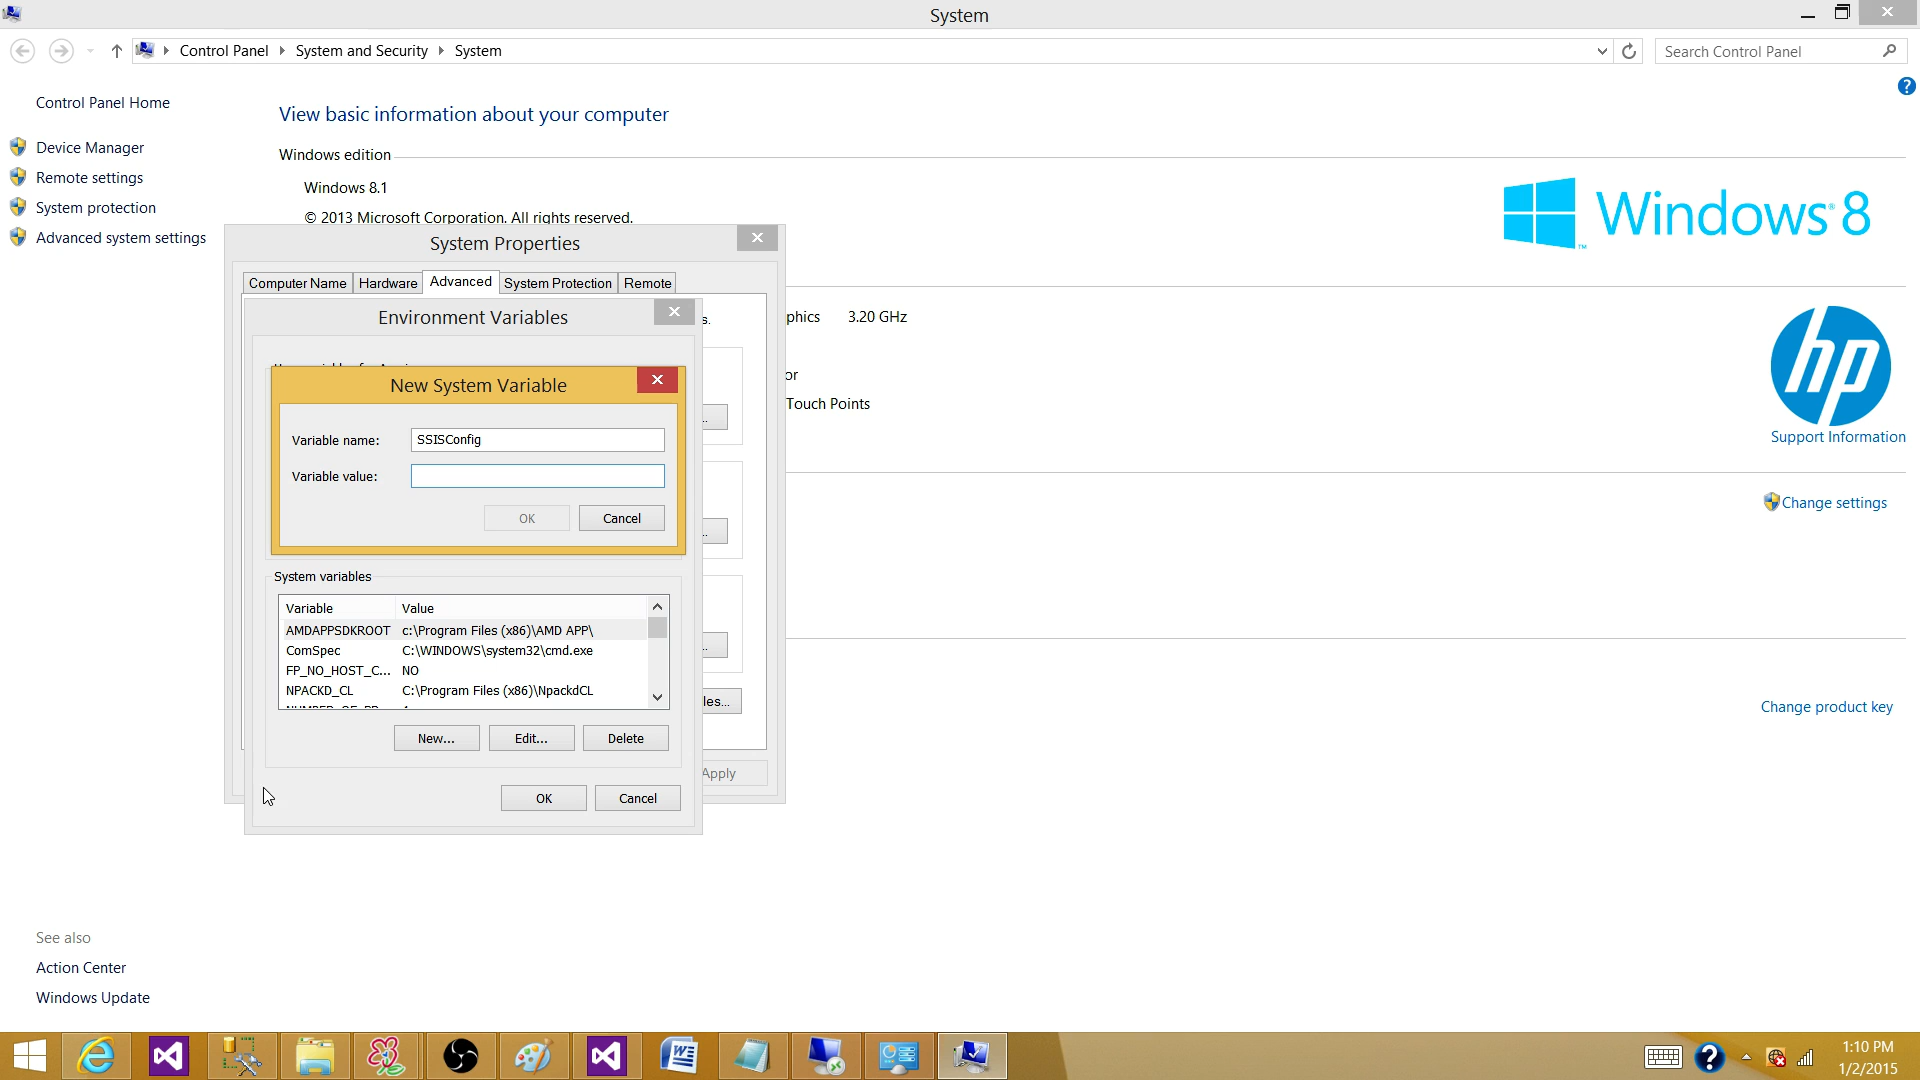 System
Control Panel System and Security System
Search Control Panel
Control Panel Home
Device Manager
Remote settings
System protection
Advanced system settings
View basic information about your computer
Windows edition
Windows 8.1
© 2013 Microsoft Corporation. All rights reserved.
Windows® 8
™
System Properties
Computer Name Hardware Advanced System Protection Remote
s.
Environment Variables
phics 3.20 GHz
or
Touch Points
hp
Support Information
New System Variable
Variable name: SSISConfig
Variable value:
OK Cancel
..
..
..
Change settings
System variables
Variable Value
AMDAPPSDKROOT c:\Program Files (x86)\AMD APP\
ComSpec C:\WINDOWS\system32\cmd.exe
FP_NO_HOST_C... NO
NPACKD_CL C:\Program Files (x86)\NpackdCL
les...
New... Edit... Delete
Apply
OK Cancel
Change product key
See also
Action Center
Windows Update
1:10 PM
1/2/2015